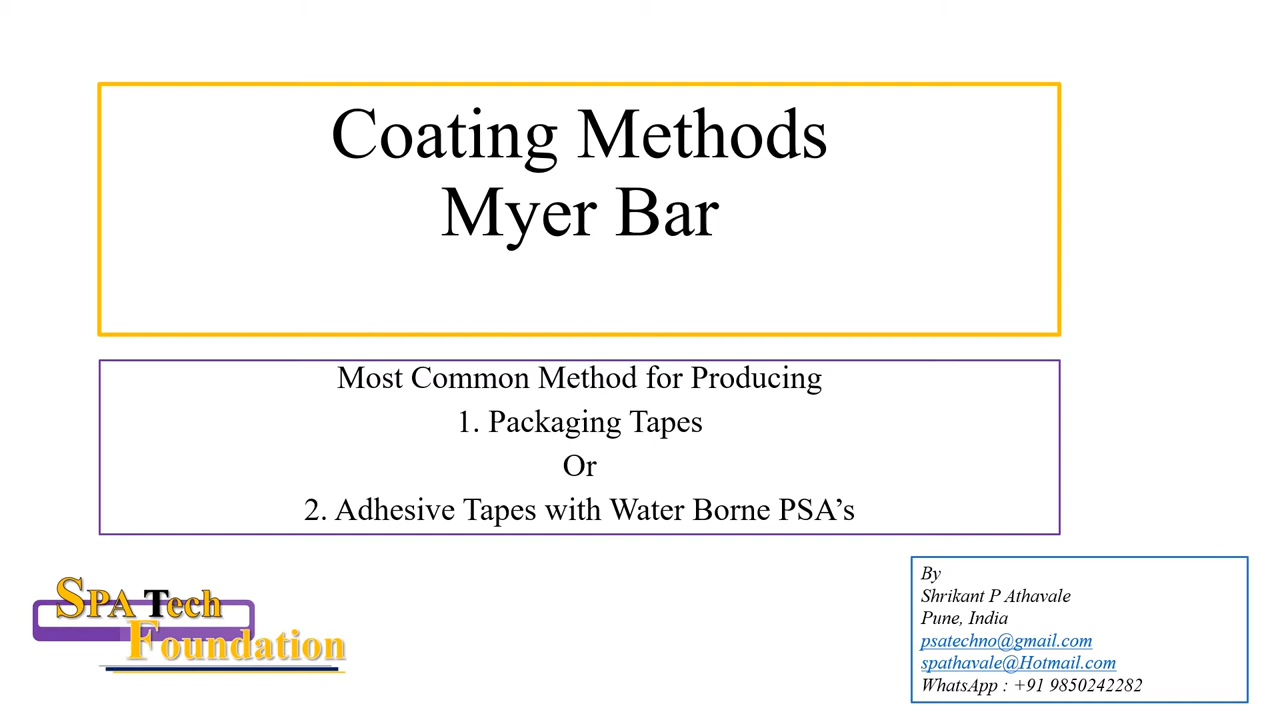 Coating Methods
Myer Bar
Most Common Method for Producing
1. Packaging Tapes
Or
2. Adhesive Tapes with Water Borne PSA’s
SPA Tech
Foundation
By
Shrikant P Athavale
Pune, India
psatechno@gmail.com
spathavale@Hotmail.com
WhatsApp : +91 9850242282